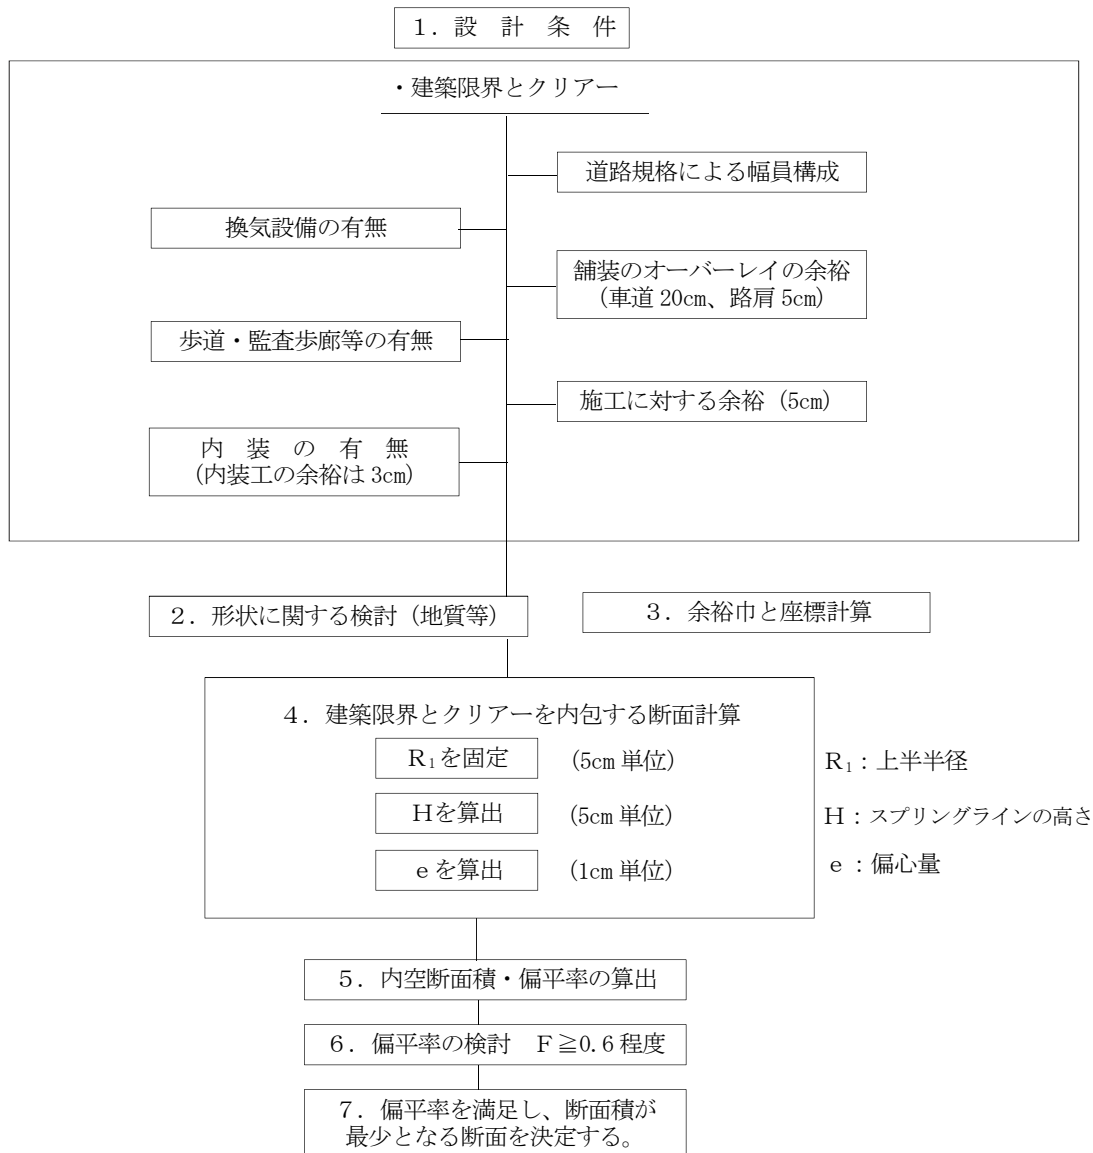 １．設　計　条　件
・建築限界とクリアー
道路規格による幅員構成
換気設備の有無
舗装のオーバーレイの余裕
（車道 20cm、路肩 5cm）
歩道・監査歩廊等の有無
施工に対する余裕（5cm）
内　装　の　有　無
（内装工の余裕は 3cm）
２．形状に関する検討（地質等）
３．余裕巾と座標計算
４．建築限界とクリアーを内包する断面計算
Ｒ₁を固定　（5cm 単位）　Ｒ₁：上半半径
Ｈを算出　（5cm 単位）　Ｈ：スプリングラインの高さ
ｅを算出　（1cm 単位）　ｅ：偏心量
５．内空断面積・偏平率の算出
６．偏平率の検討　Ｆ≧0.6 程度
７．偏平率を満足し、断面積が
最少となる断面を決定する。